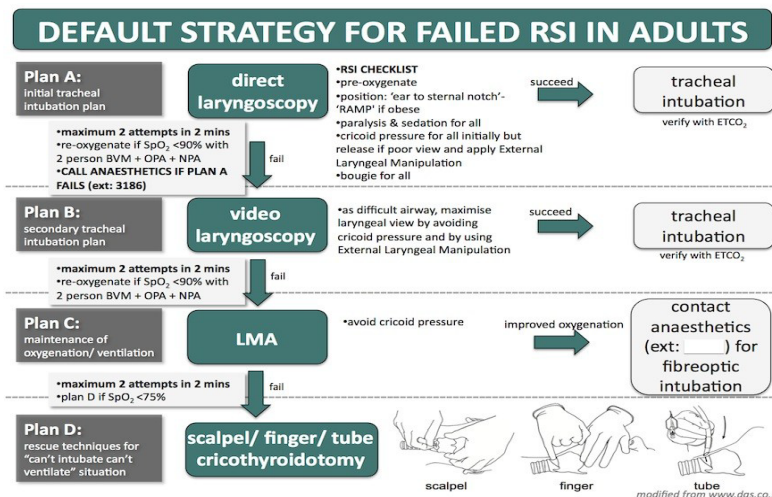 DEFAULT STRATEGY FOR FAILED RSI IN ADULTS
Plan A:
initial tracheal
intubation plan
direct
laryngoscopy
•RSI CHECKLIST
•pre-oxygenate
•position: 'ear to sternal notch'-
'RAMP' if obese
•paralysis & sedation for all
•cricoid pressure for all initially but
release if poor view and apply External
Laryngeal Manipulation
•bougie for all
succeed
tracheal
intubation
verify with ETCO₂
•maximum 2 attempts in 2 mins
•re-oxygenate if SpO₂ <90% with
2 person BVM + OPA + NPA
•CALL ANAESTHETICS IF PLAN A
FAILS (ext: 3186)
fail
Plan B:
secondary tracheal
intubation plan
video
laryngoscopy
•as difficult airway, maximise
laryngeal view by avoiding
cricoid pressure and by using
External Laryngeal Manipulation
succeed
tracheal
intubation
verify with ETCO₂
•maximum 2 attempts in 2 mins
•re-oxygenate if SpO₂ <90% with
2 person BVM + OPA + NPA
fail
Plan C:
maintenance of
oxygenation/ ventilation
LMA
•avoid cricoid pressure
improved oxygenation
contact
anaesthetics
(ext: ) for
fibreoptic
intubation
•maximum 2 attempts in 2 mins
•plan D if SpO₂ <75%
fail
Plan D:
rescue techniques for
"can't intubate can't
ventilate" situation
scalpel/ finger/ tube
cricothyroidotomy
scalpel
finger
tube
modified from www.das.co.